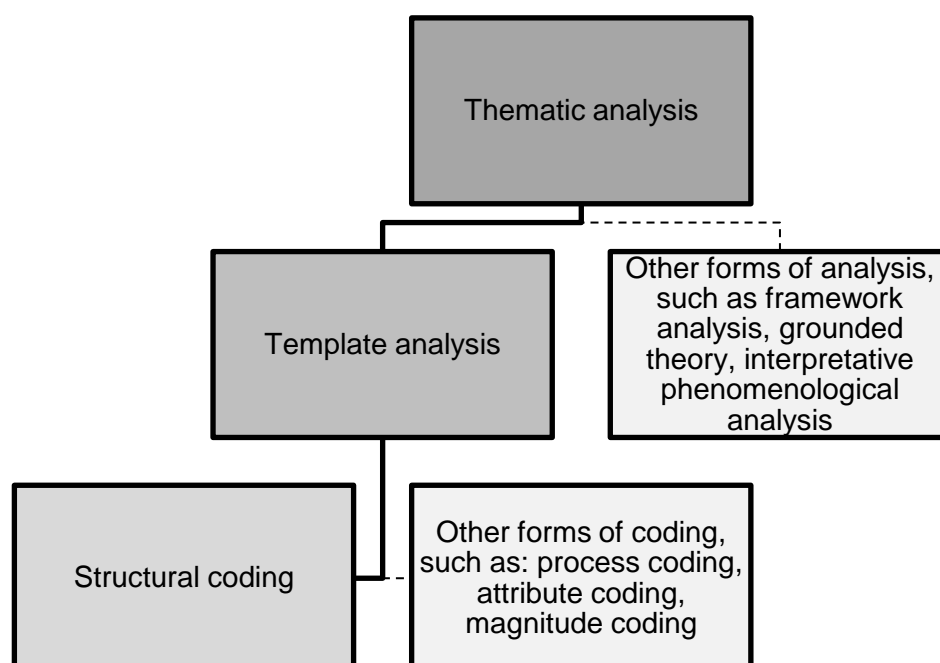 Thematic analysis
Template analysis
Other forms of analysis,
such as framework
analysis, grounded
theory, interpretative
phenomenological
analysis
Structural coding
Other forms of coding,
such as: process coding,
attribute coding,
magnitude coding